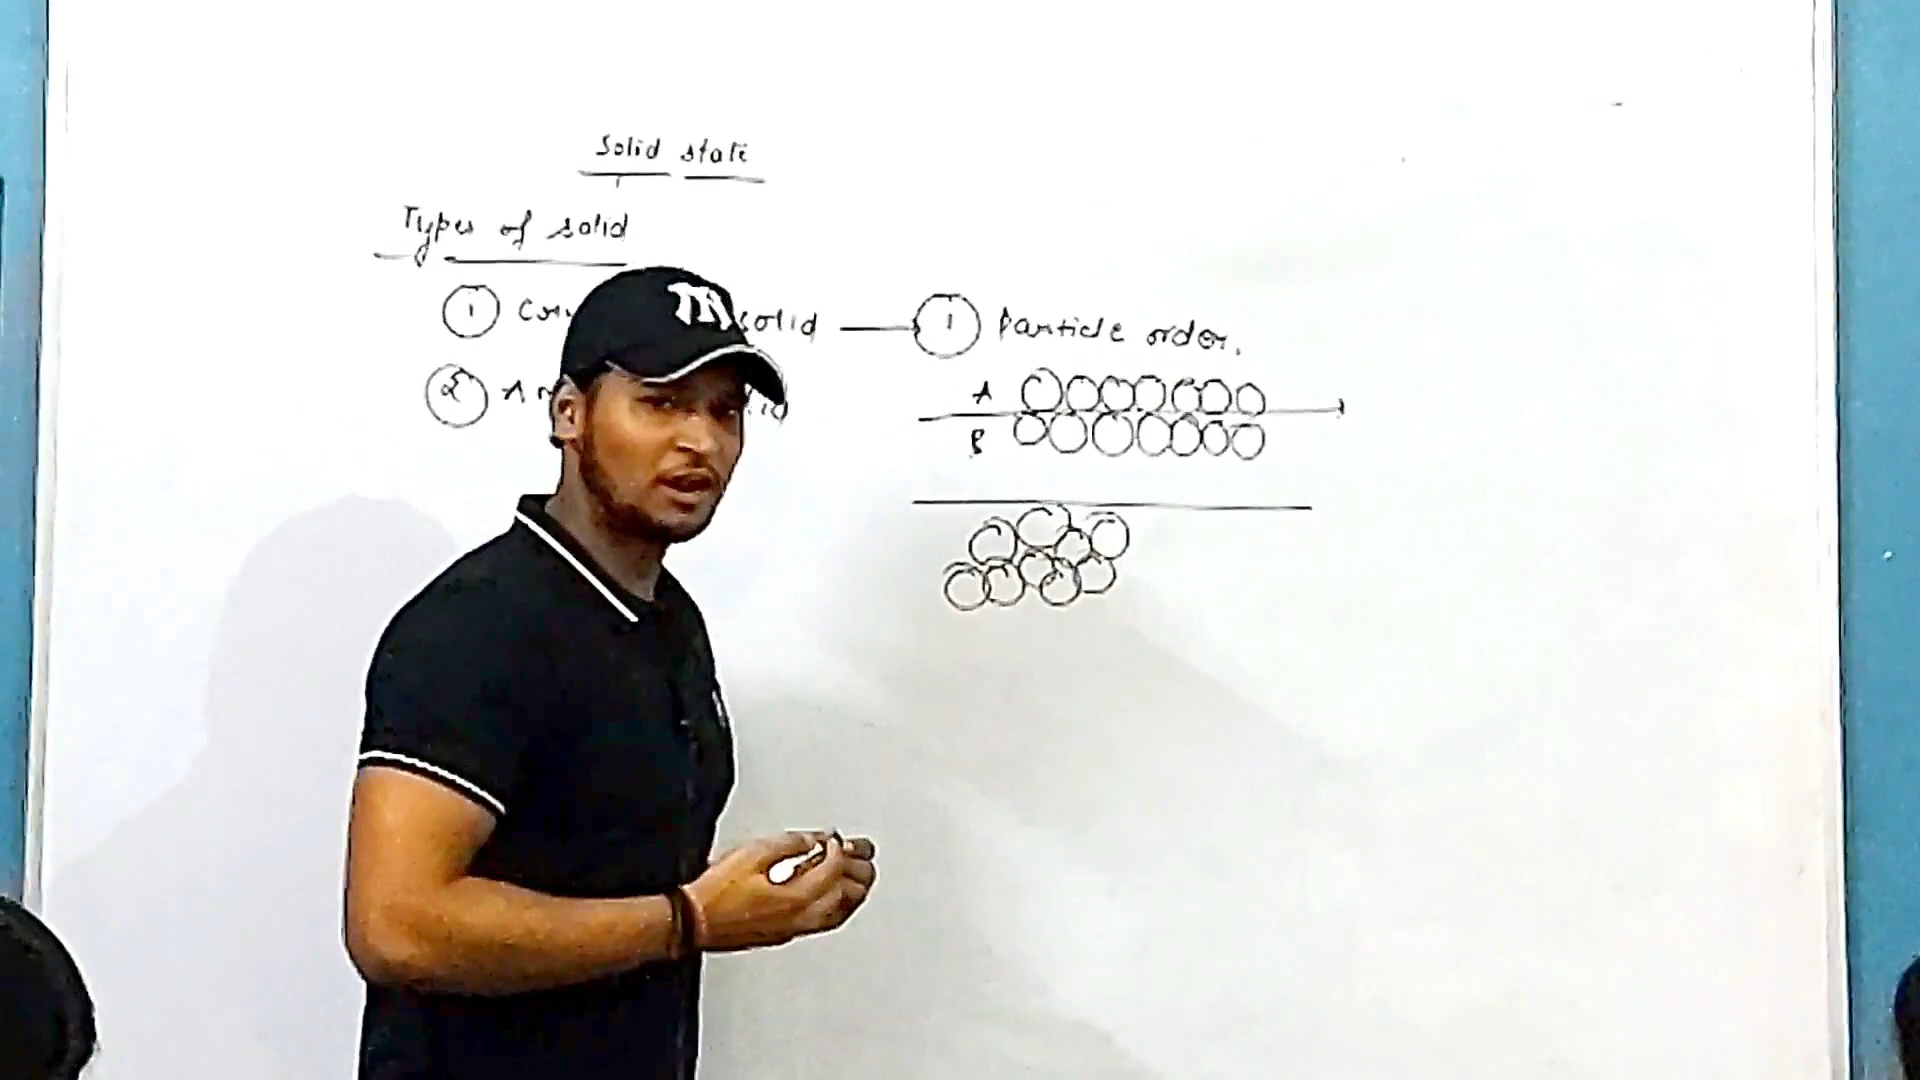 Solid state
Types of solid
1 solid → 1 Particle order.
2
A
B